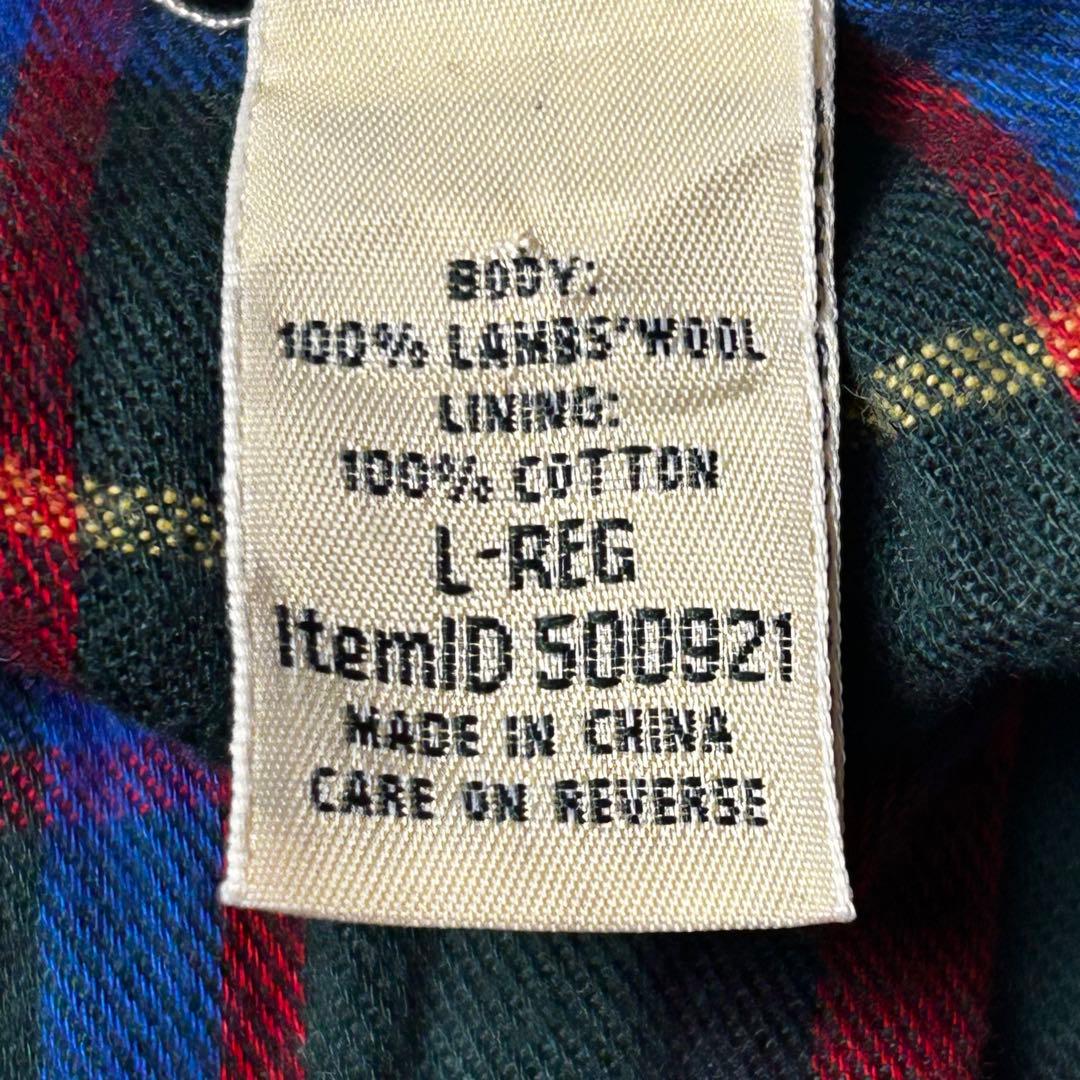 BODY:
100% LAMBS'WOOL
LINING:
100% COTTON
L-REG
ItemID 500921
MADE IN CHINA
CARE ON REVERSE